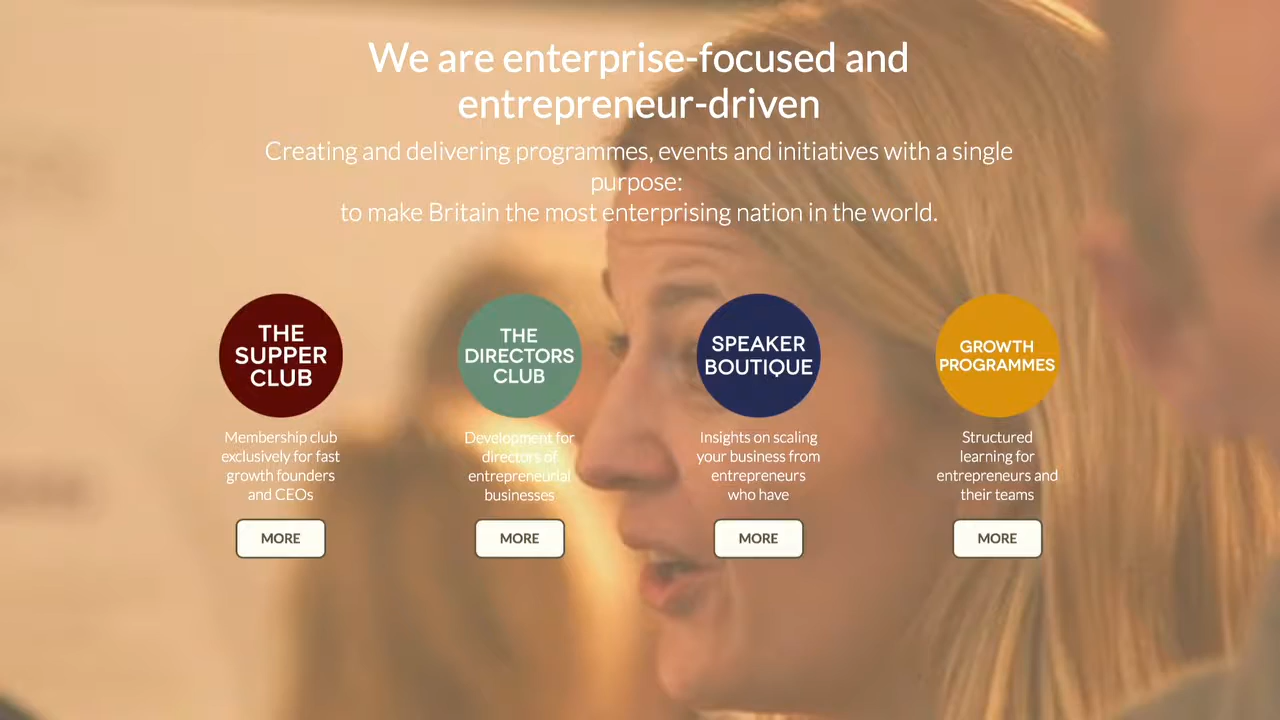 We are enterprise-focused and
entrepreneur-driven
Creating and delivering programmes, events and initiatives with a single
purpose:
to make Britain the most enterprising nation in the world.
THE
SUPPER
CLUB
Membership club
exclusively for fast
growth founders
and CEOs
MORE
THE
DIRECTORS
CLUB
Development for
directors of
entrepreneurial
businesses
MORE
SPEAKER
BOUTIQUE
Insights on scaling
your business from
entrepreneurs
who have
MORE
GROWTH
PROGRAMMES
Structured
learning for
entrepreneurs and
their teams
MORE